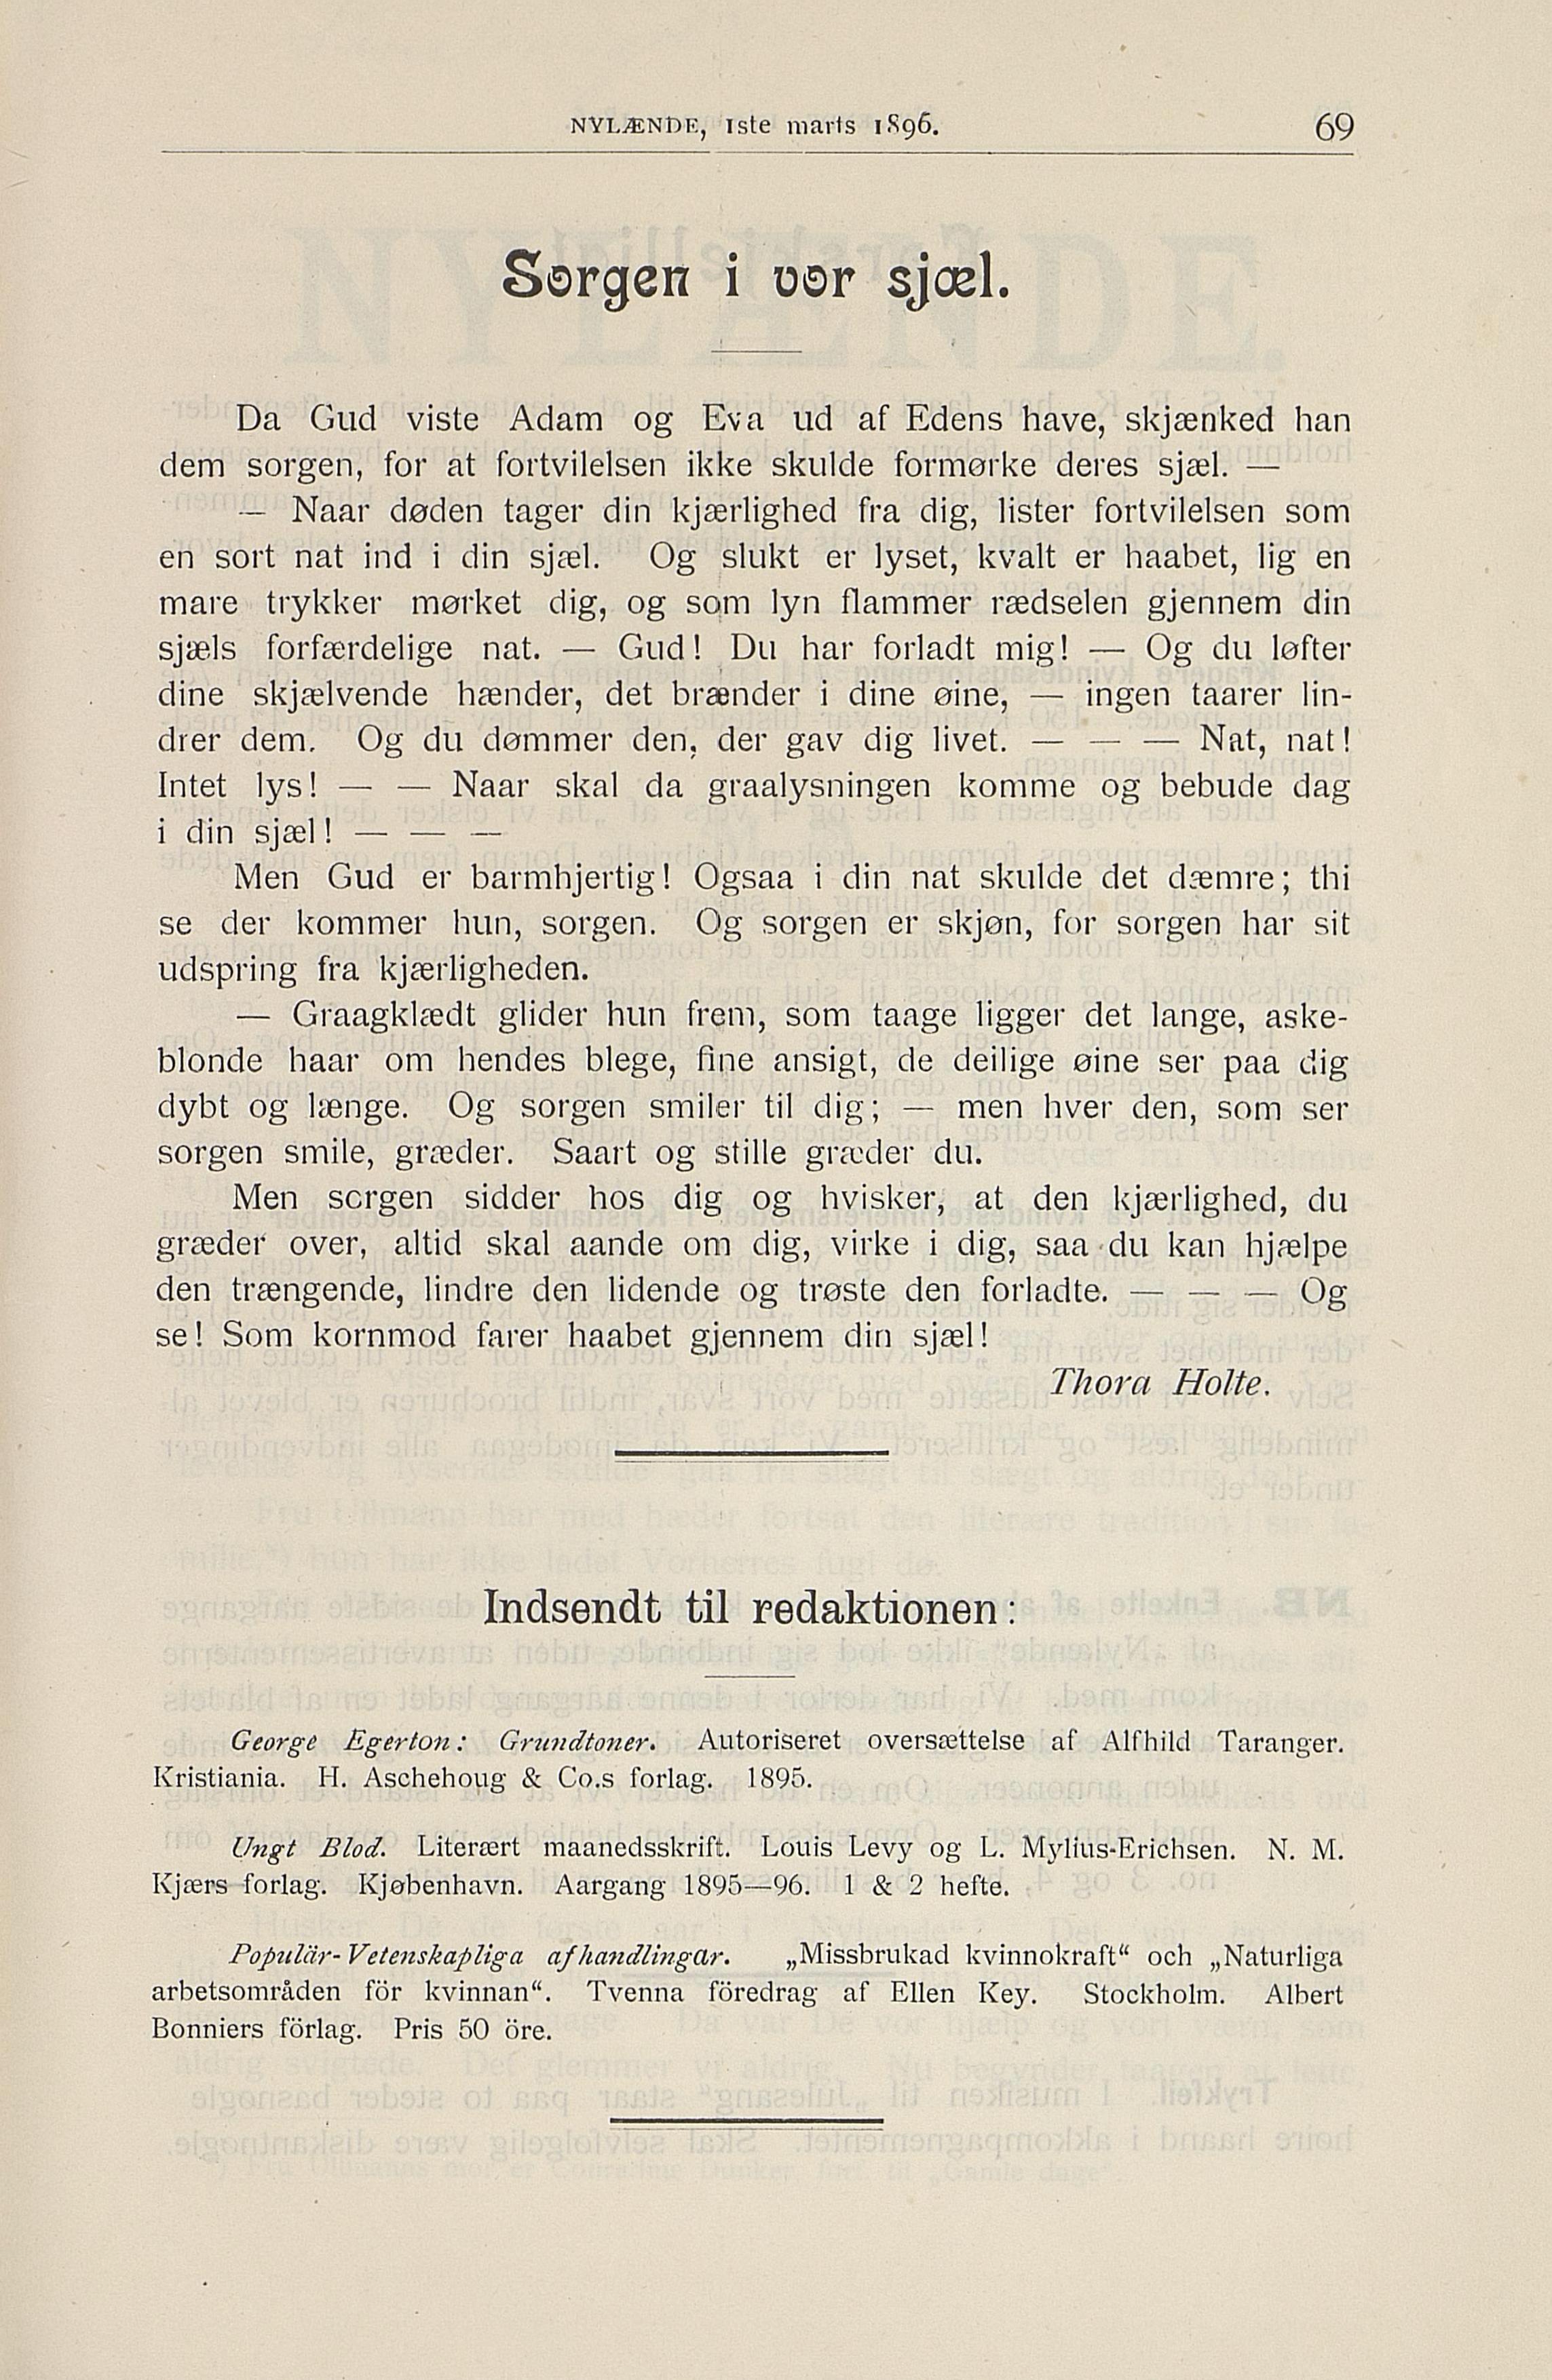 NYLÆNDE, 1ste marts 1896. 69
Sorgen i vor sjæl.
Da Gud viste Adam og Eva ud af Edens have, skjænked han
dem sorgen, for at fortvilelsen ikke skulde formørke deres sjæl. —
— Naar døden tager din kjærlighed fra dig, lister fortvilelsen som
en sort nat ind i din sjæl. Og slukt er lyset, kvalt er haabet, lig en
mare trykker mørket dig, og som lyn flammer rædselen gjennem din
sjæls forfærdelige nat. — Gud! Du har forladt mig! — Og du løfter
dine skjælvende hænder, det brænder i dine øine, — ingen taarer lin-
drer dem. Og du dømmer den, der gav dig livet. — — — Nat, nat!
Intet lys! — — Naar skal da graalysningen komme og bebude dag
i din sjæl! — — —
Men Gud er barmhjertig! Ogsaa i din nat skulde det dæmre; thi
se der kommer hun, sorgen. Og sorgen er skjøn, for sorgen har sit
udspring fra kjærligheden.
— Graagklædt glider hun frem, som taage ligger det lange, aske-
blonde haar om hendes blege, fine ansigt, de deilige øine ser paa dig
dybt og længe. Og sorgen smiler til dig; — men hver den, som ser
sorgen smile, græder. Saart og stille græder du.
Men sorgen sidder hos dig og hvisker, at den kjærlighed, du
græder over, altid skal aande om dig, virke i dig, saa du kan hjælpe
den trængende, lindre den lidende og trøste den forladte. — — — Og
se! Som kornmod farer haabet gjennem din sjæl!
Thora Holte.
Indsendt til redaktionen:
George Egerton: Grundtoner. Autoriseret oversættelse af Alfhild Taranger.
Kristiania. H. Aschehoug & Co.s forlag. 1895.
Ungt Blod. Literært maanedsskrift. Louis Levy og L. Mylius-Erichsen. N. M.
Kjærs forlag. Kjøbenhavn. Aargang 1895—96. 1 & 2 hefte.
Populär-Vetenskapliga afhandlingar. „Missbrukad kvinnokraft“ och „Naturliga
arbetsområden för kvinnan“. Tvenna föredrag af Ellen Key. Stockholm. Albert
Bonniers förlag. Pris 50 öre.